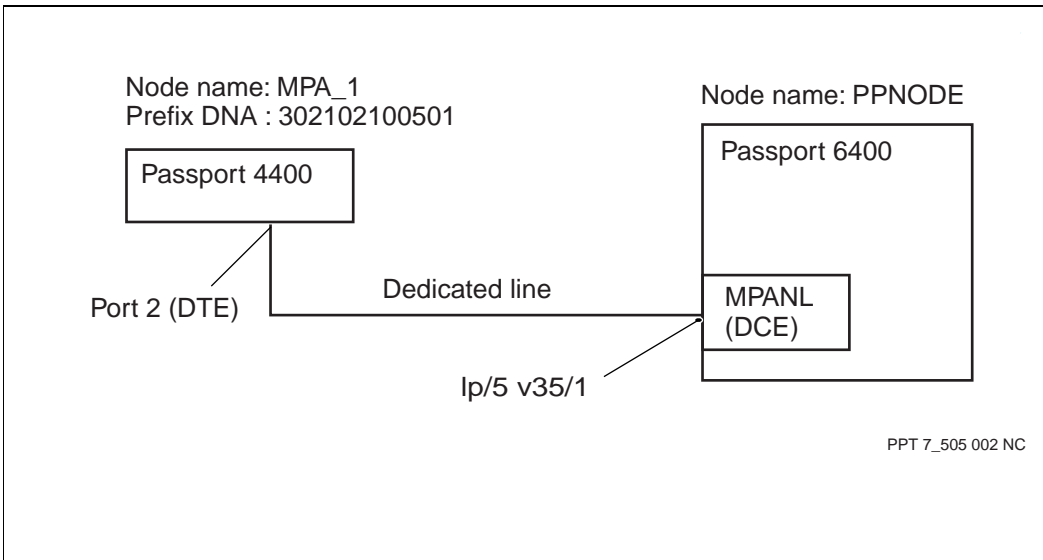 Node name: MPA_1
Prefix DNA : 302102100501
Passport 4400
Port 2 (DTE)
Dedicated line
Node name: PPNODE
Passport 6400
MPANL
(DCE)
lp/5 v35/1
PPT 7_505 002 NC